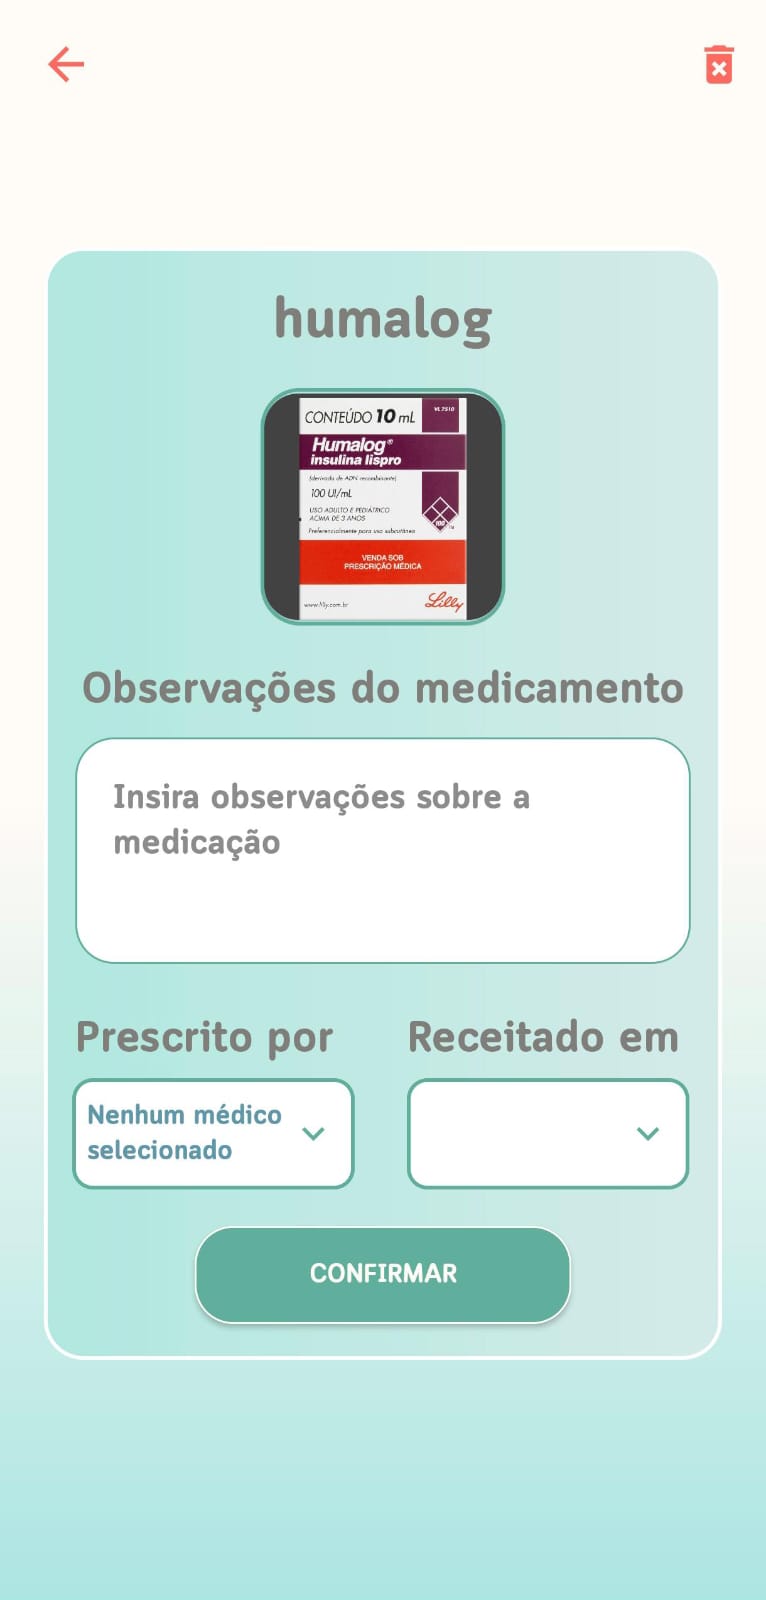 humalog
CONTEÚDO 10 mL
VL 7510
Humalog®
insulina lispro
(derivada de ADN recombinante)
100 UI/mL
USO ADULTO E PEDIÁTRICO
ACIMA DE 3 ANOS
Preferencialmente para uso subcutâneo
100
VENDA SOB
PRESCRIÇÃO MÉDICA
www.lilly.com.br
Lilly
Observações do medicamento
Insira observações sobre a
medicação
Prescrito por
Receitado em
Nenhum médico
selecionado
CONFIRMAR